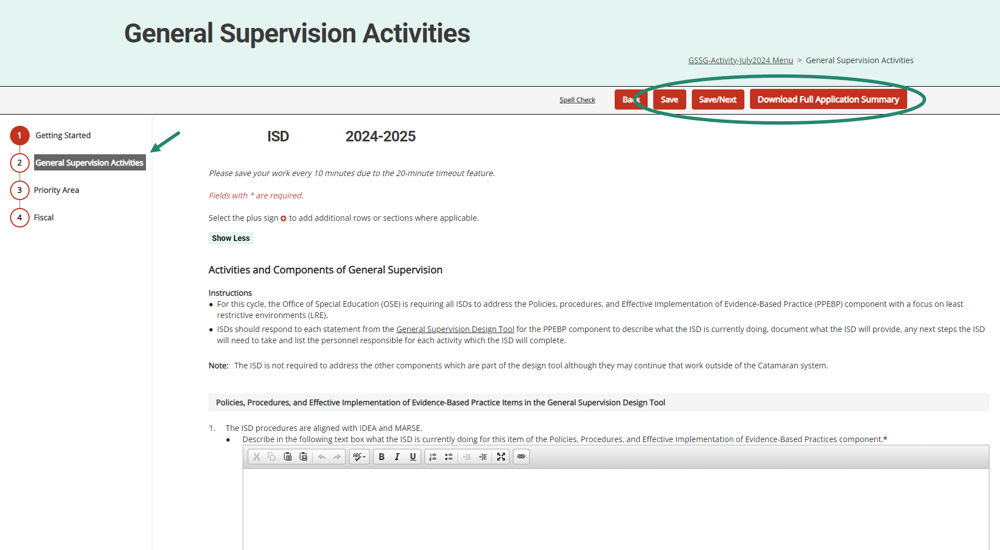 General Supervision Activities
GSSG-Activity-July2024 Menu > General Supervision Activities
Spell Check Back Save Save/Next Download Full Application Summary
1 Getting Started
2 General Supervision Activities
3 Priority Area
4 Fiscal
ISD 2024-2025
Please save your work every 10 minutes due to the 20-minute timeout feature.
Fields with * are required.
Select the plus sign to add additional rows or sections where applicable.
Show Less
Activities and Components of General Supervision
Instructions
• For this cycle, the Office of Special Education (OSE) is requiring all ISDs to address the Policies, procedures, and Effective Implementation of Evidence-Based Practice (PPEBP) component with a focus on least
restrictive environments (LRE).
• ISDs should respond to each statement from the General Supervision Design Tool for the PPEBP component to describe what the ISD is currently doing, document what the ISD will provide, any next steps the ISD
will need to take and list the personnel responsible for each activity which the ISD will complete.
Note: The ISD is not required to address the other components which are part of the design tool although they may continue that work outside of the Catamaran system.
Policies, Procedures, and Effective Implementation of Evidence-Based Practice Items in the General Supervision Design Tool
1. The ISD procedures are aligned with IDEA and MARSE.
• Describe in the following text box what the ISD is currently doing for this item of the Policies, Procedures, and Effective Implementation of Evidence-Based Practices component.*
ABC B I U